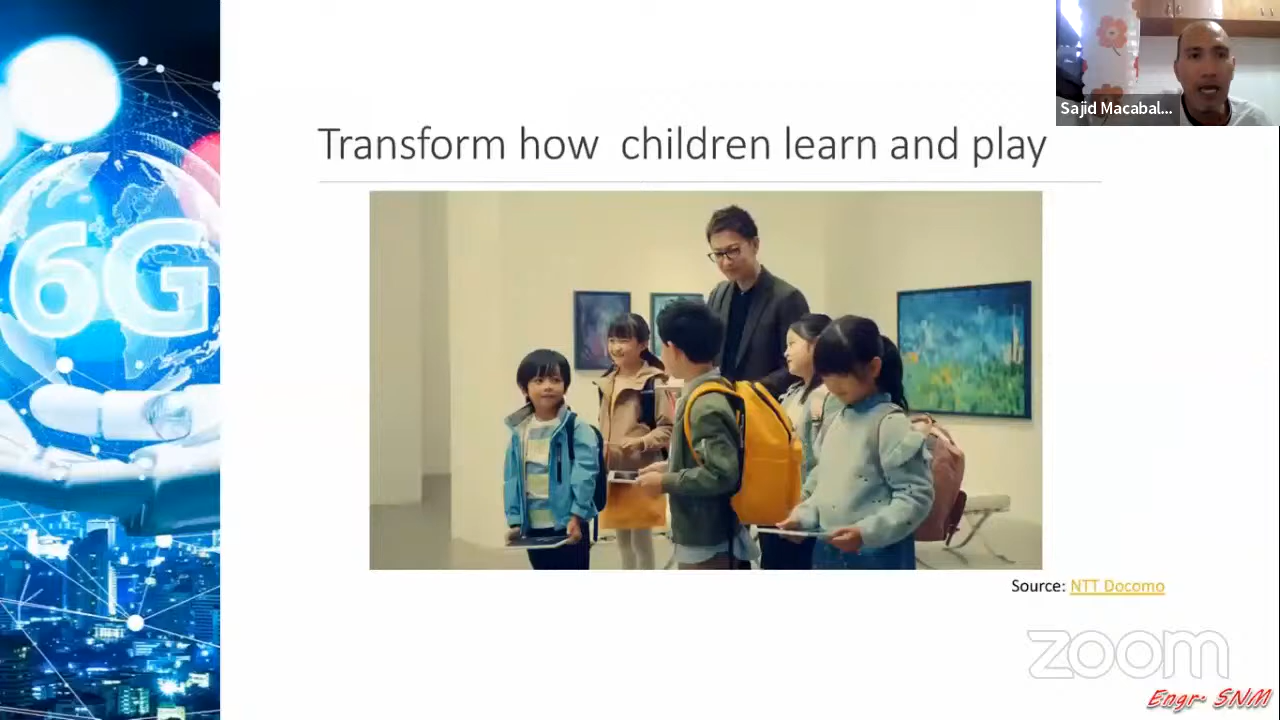 Sajid Macabal...
Transform how children learn and play
6G
Source: NTT Docomo
zoom
Engr. SNM